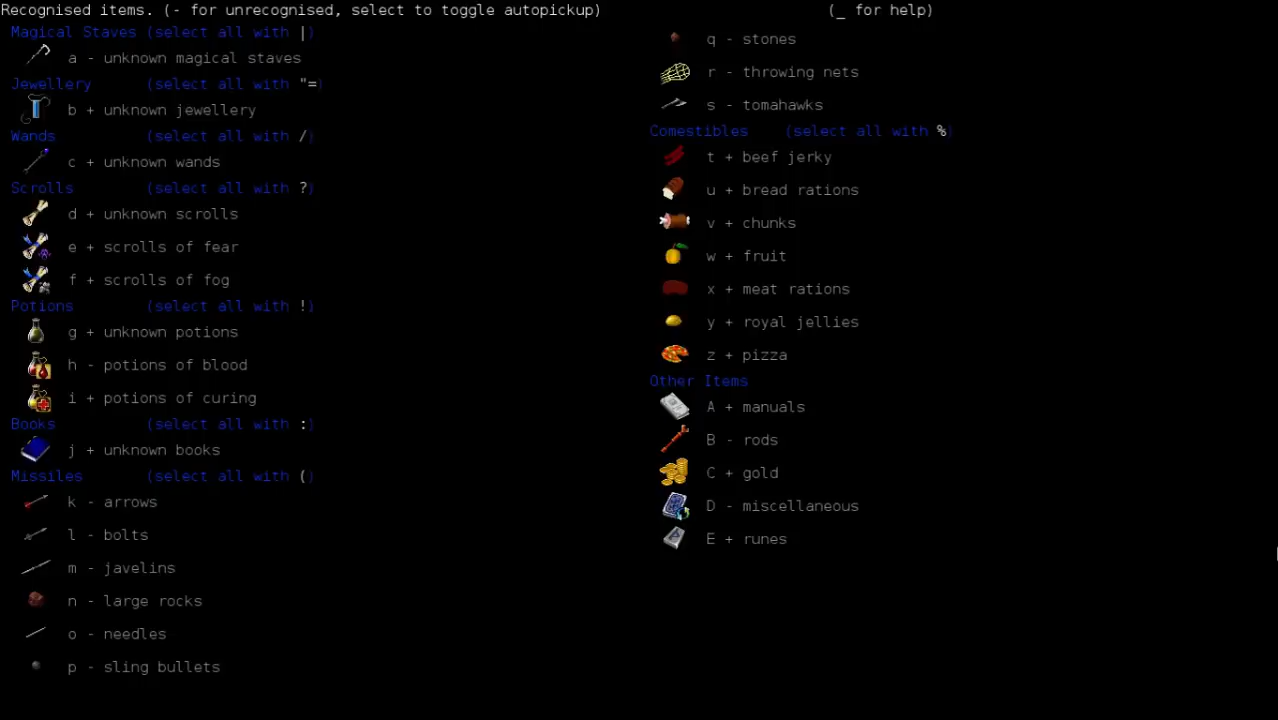 Recognised items. (- for unrecognised, select to toggle autopickup) (_ for help)
Magical Staves (select all with |)
a - unknown magical staves
Jewellery (select all with "=)
b + unknown jewellery
Wands (select all with /)
c + unknown wands
Scrolls (select all with ?)
d + unknown scrolls
e + scrolls of fear
f + scrolls of fog
Potions (select all with !)
g + unknown potions
h - potions of blood
i + potions of curing
Books (select all with :)
j + unknown books
Missiles (select all with ()
k - arrows
l - bolts
m - javelins
n - large rocks
o - needles
p - sling bullets
q - stones
r - throwing nets
s - tomahawks
Comestibles (select all with %)
t + beef jerky
u + bread rations
v + chunks
w + fruit
x + meat rations
y + royal jellies
z + pizza
Other Items
A + manuals
B - rods
C + gold
D - miscellaneous
E + runes